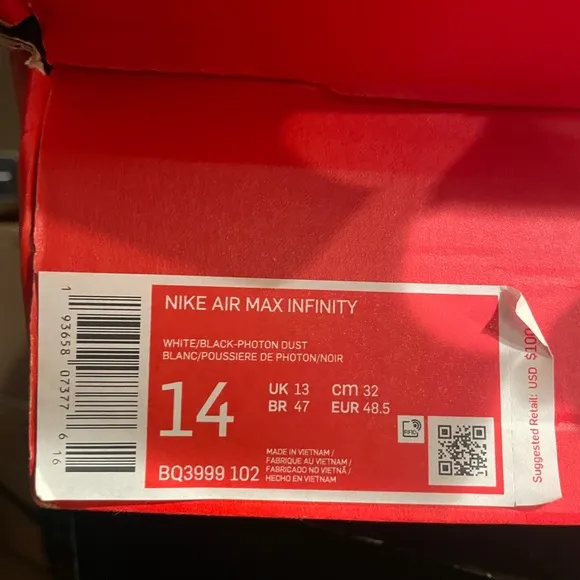 NIKE AIR MAX INFINITY
WHITE/BLACK-PHOTON DUST
BLANC/POUSSIERE DE PHOTON/NOIR
14
UK 13 CM 32
BR 47 EUR 48.5
BQ3999 102
MADE IN VIETNAM /
FABRIQUE AU VIETNAM /
FABRICADO NO VIETNÃ /
HECHO EN VIETNAM
RFID
1 93658 07377 6 16
Suggested Retail: USD $100